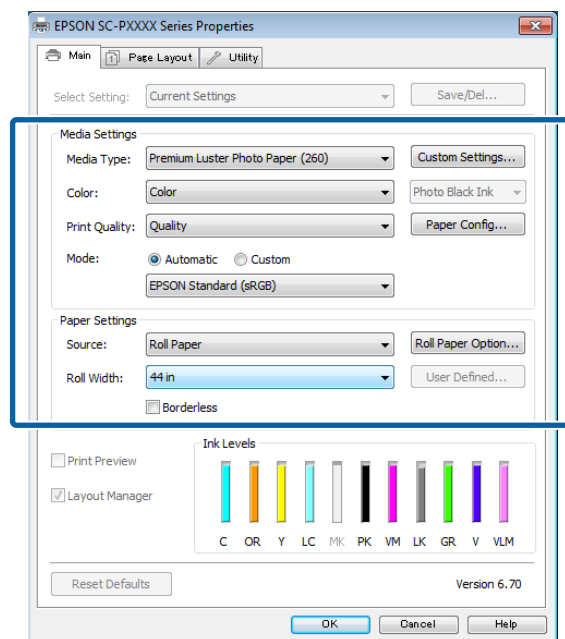 EPSON SC-PXXXX Series Properties
Main Page Layout Utility
Select Setting: Current Settings Save/Del...
Media Settings
Media Type: Premium Luster Photo Paper (260) Custom Settings...
Color: Color Photo Black Ink
Print Quality: Quality Paper Config...
Mode: Automatic Custom
EPSON Standard (sRGB)
Paper Settings
Source: Roll Paper Roll Paper Option...
Roll Width: 44 in User Defined...
Borderless
Ink Levels
Print Preview
Layout Manager
C OR Y LC MK PK VM LK GR V VLM
Reset Defaults Version 6.70
OK Cancel Help